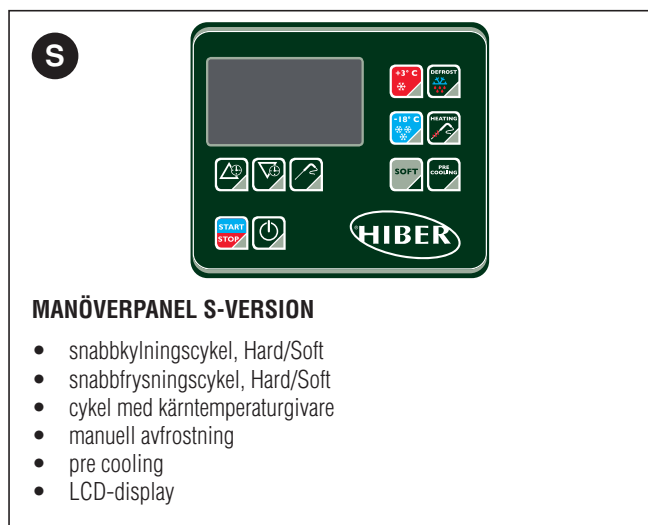 S
+3° C
DEFROST
-18° C
HEATING
SOFT
PRE COOLING
START
STOP
HIBER
MANÖVERPANEL S-VERSION
• snabbkylningscykel, Hard/Soft
• snabbfrysningscykel, Hard/Soft
• cykel med kärntemperaturgivare
• manuell avfrostning
• pre cooling
• LCD-display